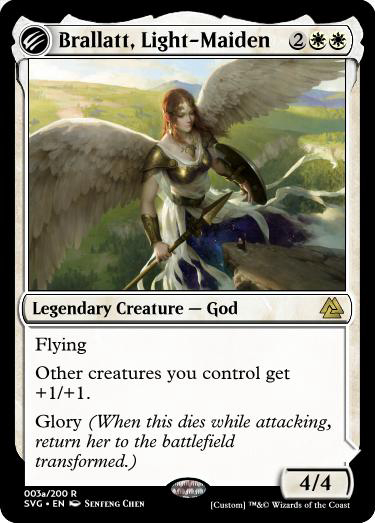 Brallatt, Light-Maiden 2
Legendary Creature — God
Flying
Other creatures you control get
+1/+1.
Glory (When this dies while attacking,
return her to the battlefield
transformed.)
4/4
003a/200 R
SVG • EN Senfeng Chen
[Custom] ™&© Wizards of the Coast